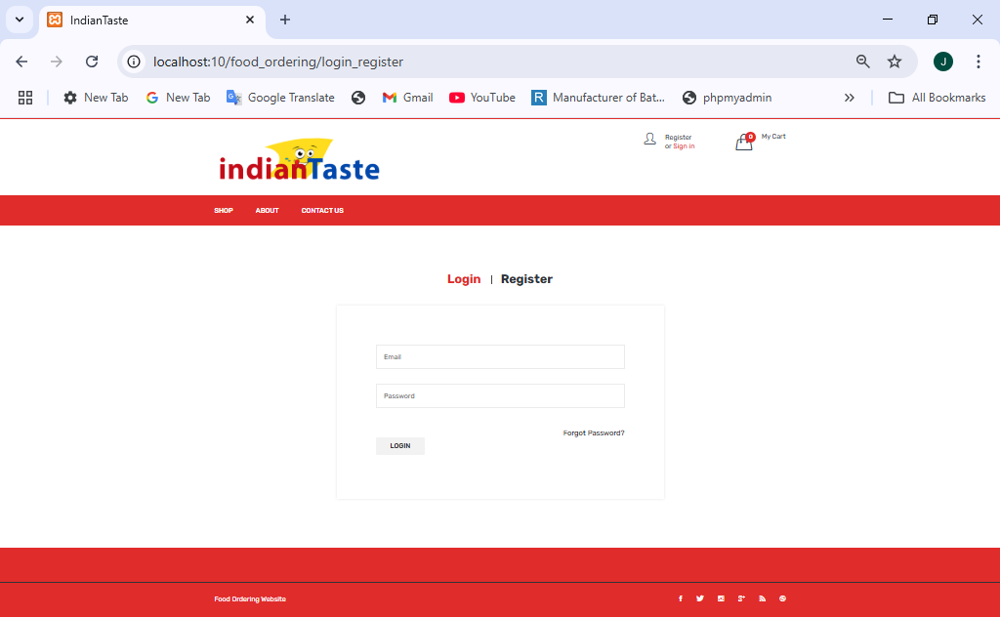 IndianTaste
localhost:10/food_ordering/login_register
J
New Tab
New Tab
Google Translate
Gmail
YouTube
R
Manufacturer of Bat...
phpmyadmin
All Bookmarks
indianTaste
Register
or Sign in
0
My Cart
SHOP
ABOUT
CONTACT US
Login | Register
Email
Password
Forgot Password?
LOGIN
Food Ordering Website